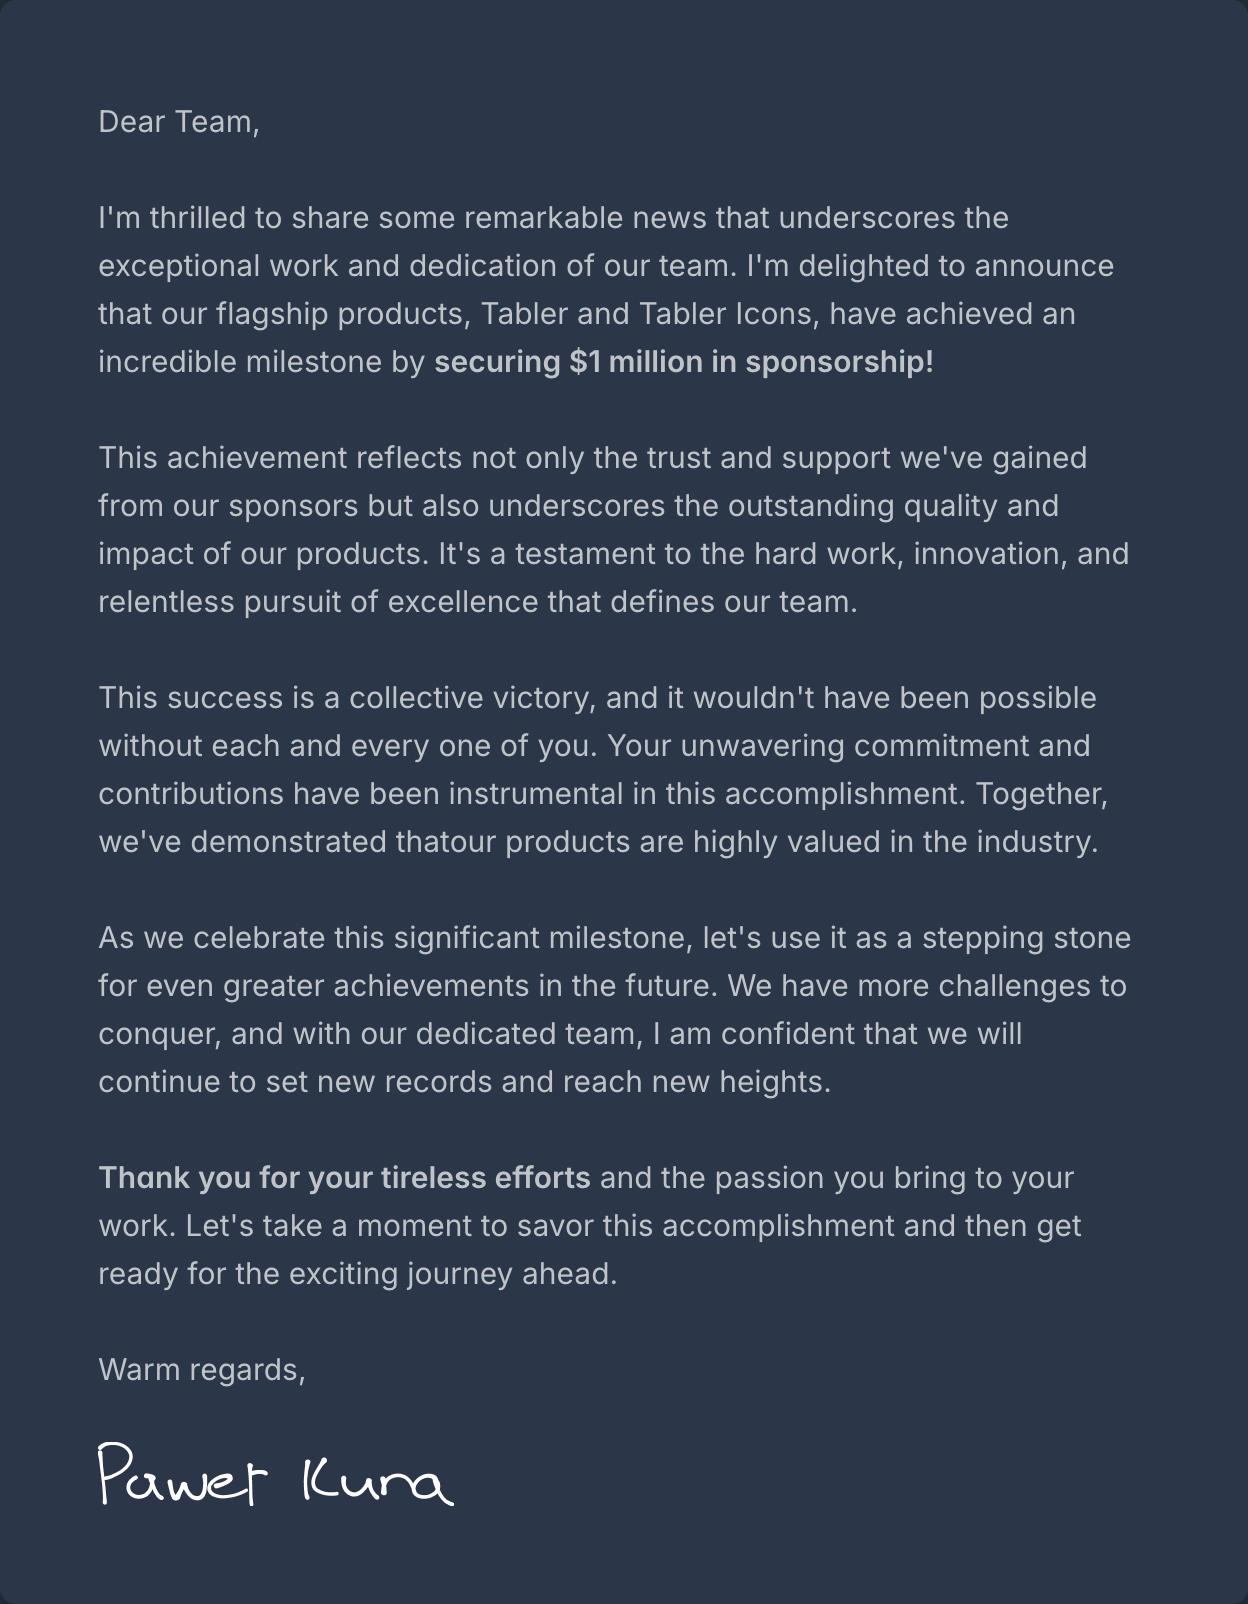 Dear Team,
I'm thrilled to share some remarkable news that underscores the
exceptional work and dedication of our team. I'm delighted to announce
that our flagship products, Tabler and Tabler Icons, have achieved an
incredible milestone by securing $1 million in sponsorship!
This achievement reflects not only the trust and support we've gained
from our sponsors but also underscores the outstanding quality and
impact of our products. It's a testament to the hard work, innovation, and
relentless pursuit of excellence that defines our team.
This success is a collective victory, and it wouldn't have been possible
without each and every one of you. Your unwavering commitment and
contributions have been instrumental in this accomplishment. Together,
we've demonstrated thatour products are highly valued in the industry.
As we celebrate this significant milestone, let's use it as a stepping stone
for even greater achievements in the future. We have more challenges to
conquer, and with our dedicated team, I am confident that we will
continue to set new records and reach new heights.
Thank you for your tireless efforts and the passion you bring to your
work. Let's take a moment to savor this accomplishment and then get
ready for the exciting journey ahead.
Warm regards,
Paweł Kuna